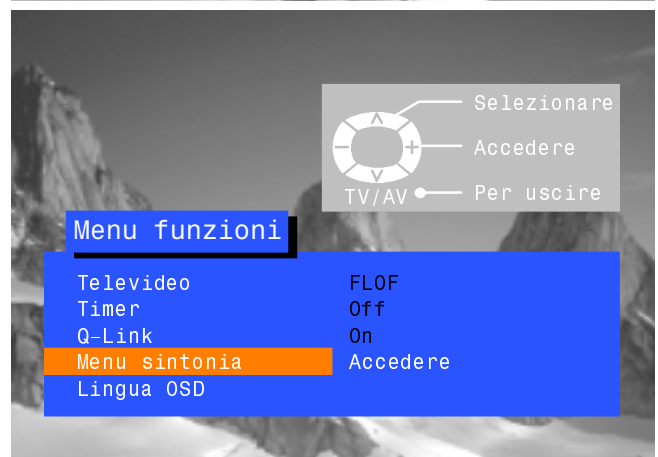 Selezionare
Accedere
TV/AV Per uscire
Menu funzioni
Televideo FLOF
Timer Off
Q-Link On
Menu sintonia Accedere
Lingua OSD